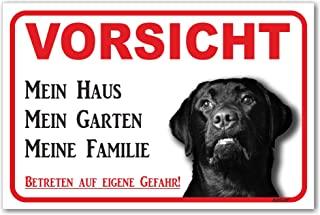 VORSICHT
Mein Haus
Mein Garten
Meine Familie
Betreten auf eigene Gefahr!